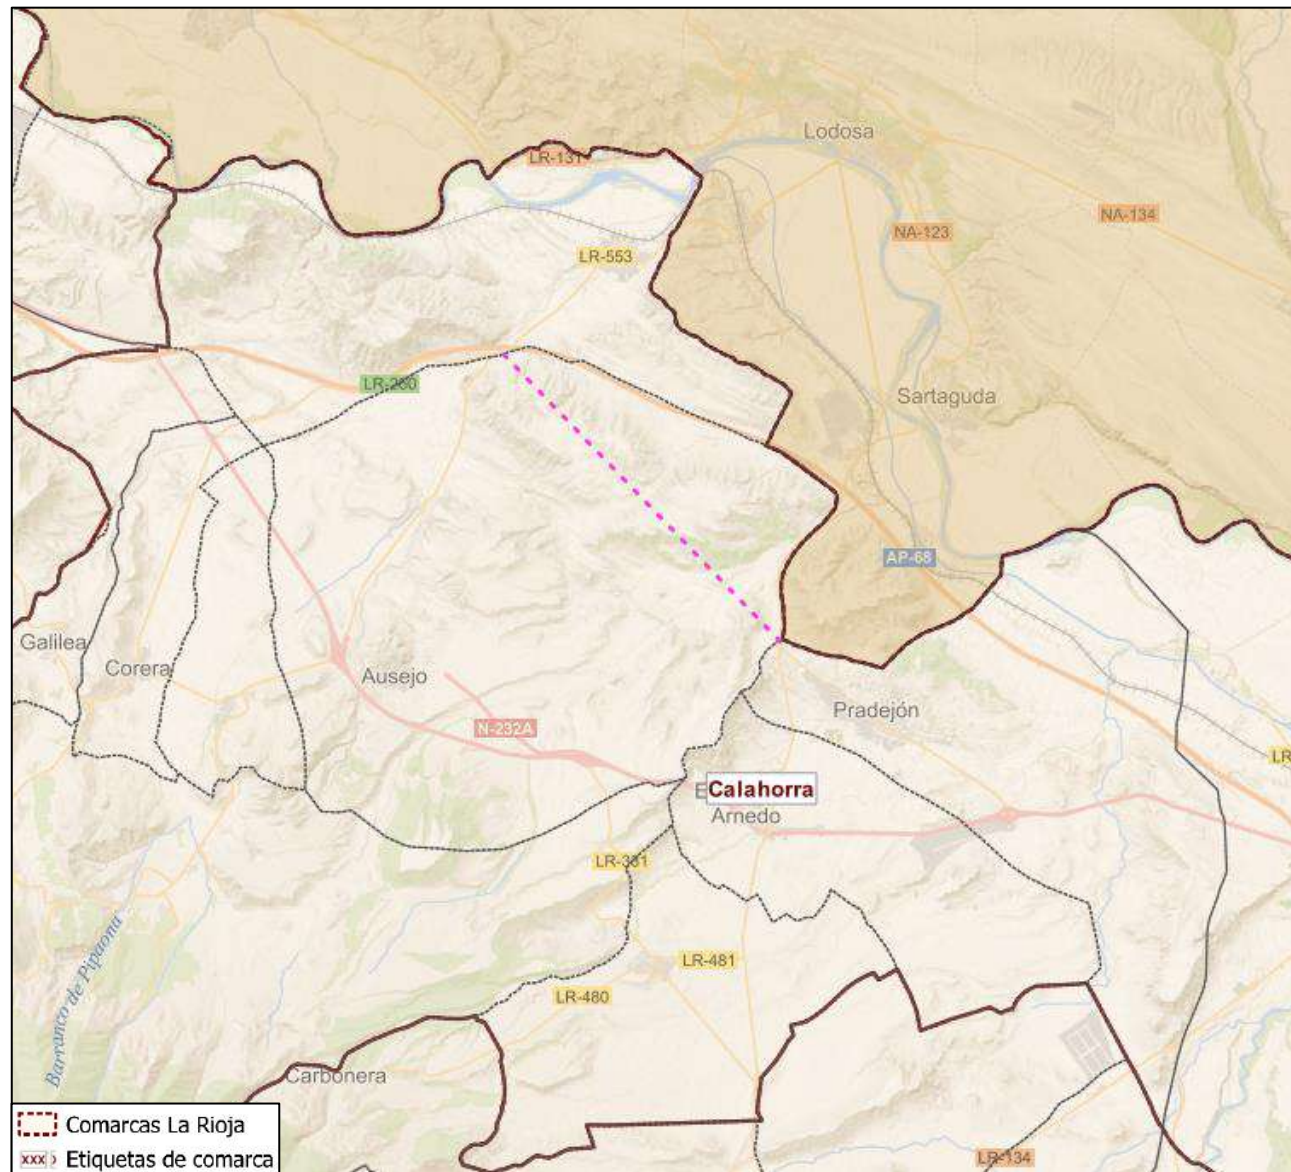 Lodosa
LR-131
NA-134
NA-123
LR-553
LR-260
Sartaguda
AP-68
Galilea
Corera
Ausejo
Pradejón
N-232A
LR
Calahorra
Arnedo
LR-381
LR-481
LR-480
Barranco de Pipaona
Carbonera
Comarcas La Rioja
xxx Etiquetas de comarca
LR-134